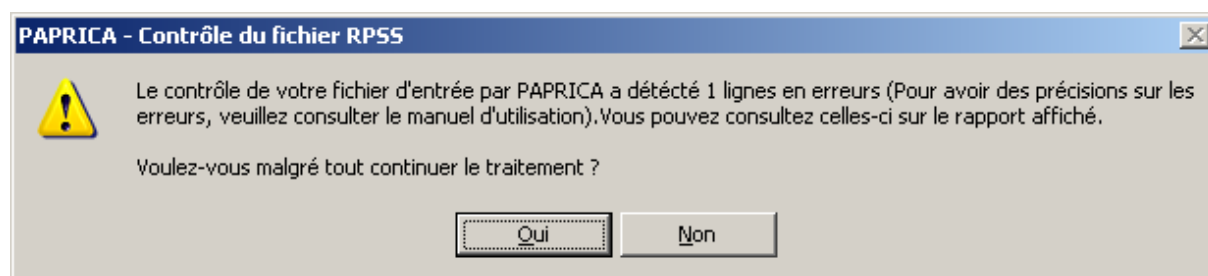 PAPRICA - Contrôle du fichier RPSS
Le contrôle de votre fichier d'entrée par PAPRICA a détécté 1 lignes en erreurs (Pour avoir des précisions sur les
erreurs, veuillez consulter le manuel d'utilisation).Vous pouvez consultez celles-ci sur le rapport affiché.
Voulez-vous malgré tout continuer le traitement ?
Oui
Non